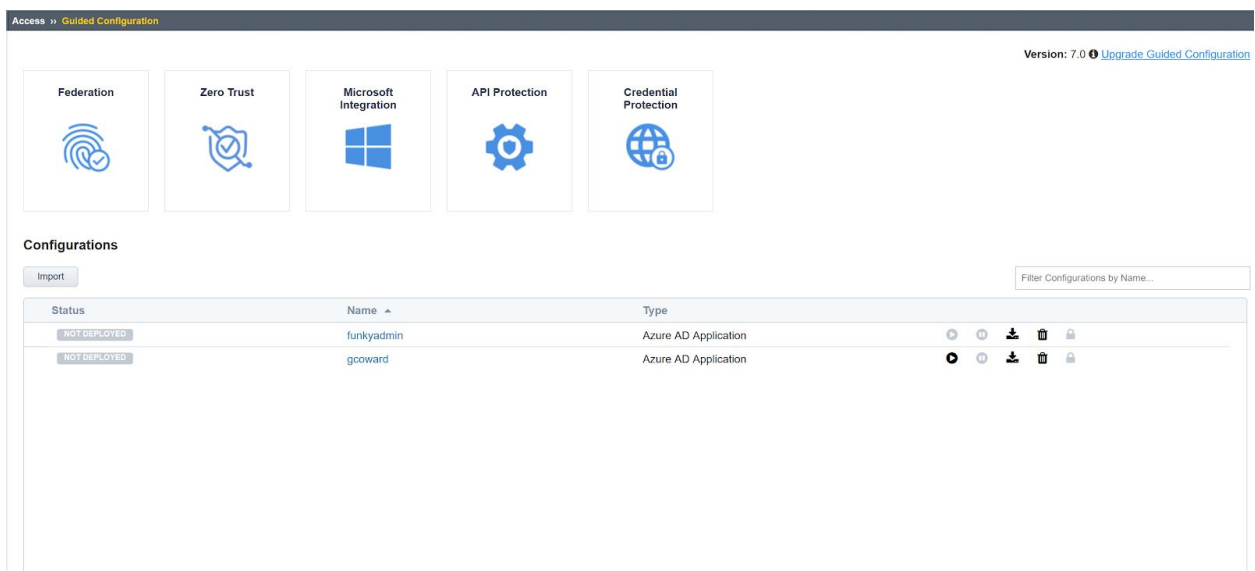 Access » Guided Configuration
Version: 7.0 Upgrade Guided Configuration
Federation
Zero Trust
Microsoft
Integration
API Protection
Credential
Protection
Configurations
Import
Filter Configurations by Name...
Status Name Type
NOT DEPLOYED funkyadmin Azure AD Application
NOT DEPLOYED gcoward Azure AD Application